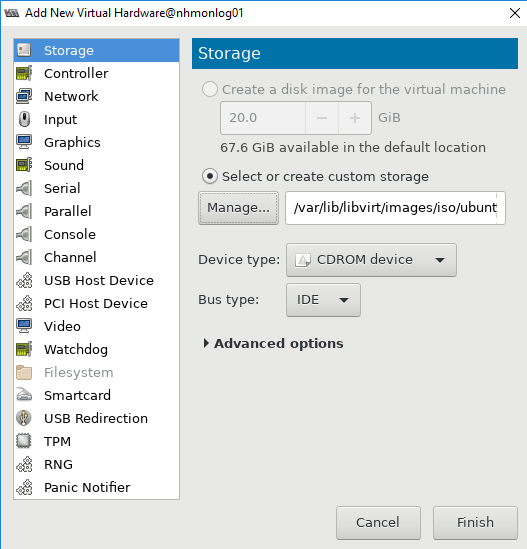 Add New Virtual Hardware@nhmonlog01
Storage
Controller
Network
Input
Graphics
Sound
Serial
Parallel
Console
Channel
USB Host Device
PCI Host Device
Video
Watchdog
Filesystem
Smartcard
USB Redirection
TPM
RNG
Panic Notifier
Storage
Create a disk image for the virtual machine
20.0 − + GiB
67.6 GiB available in the default location
Select or create custom storage
Manage... /var/lib/libvirt/images/iso/ubunt
Device type: CDROM device
Bus type: IDE
Advanced options
Cancel Finish